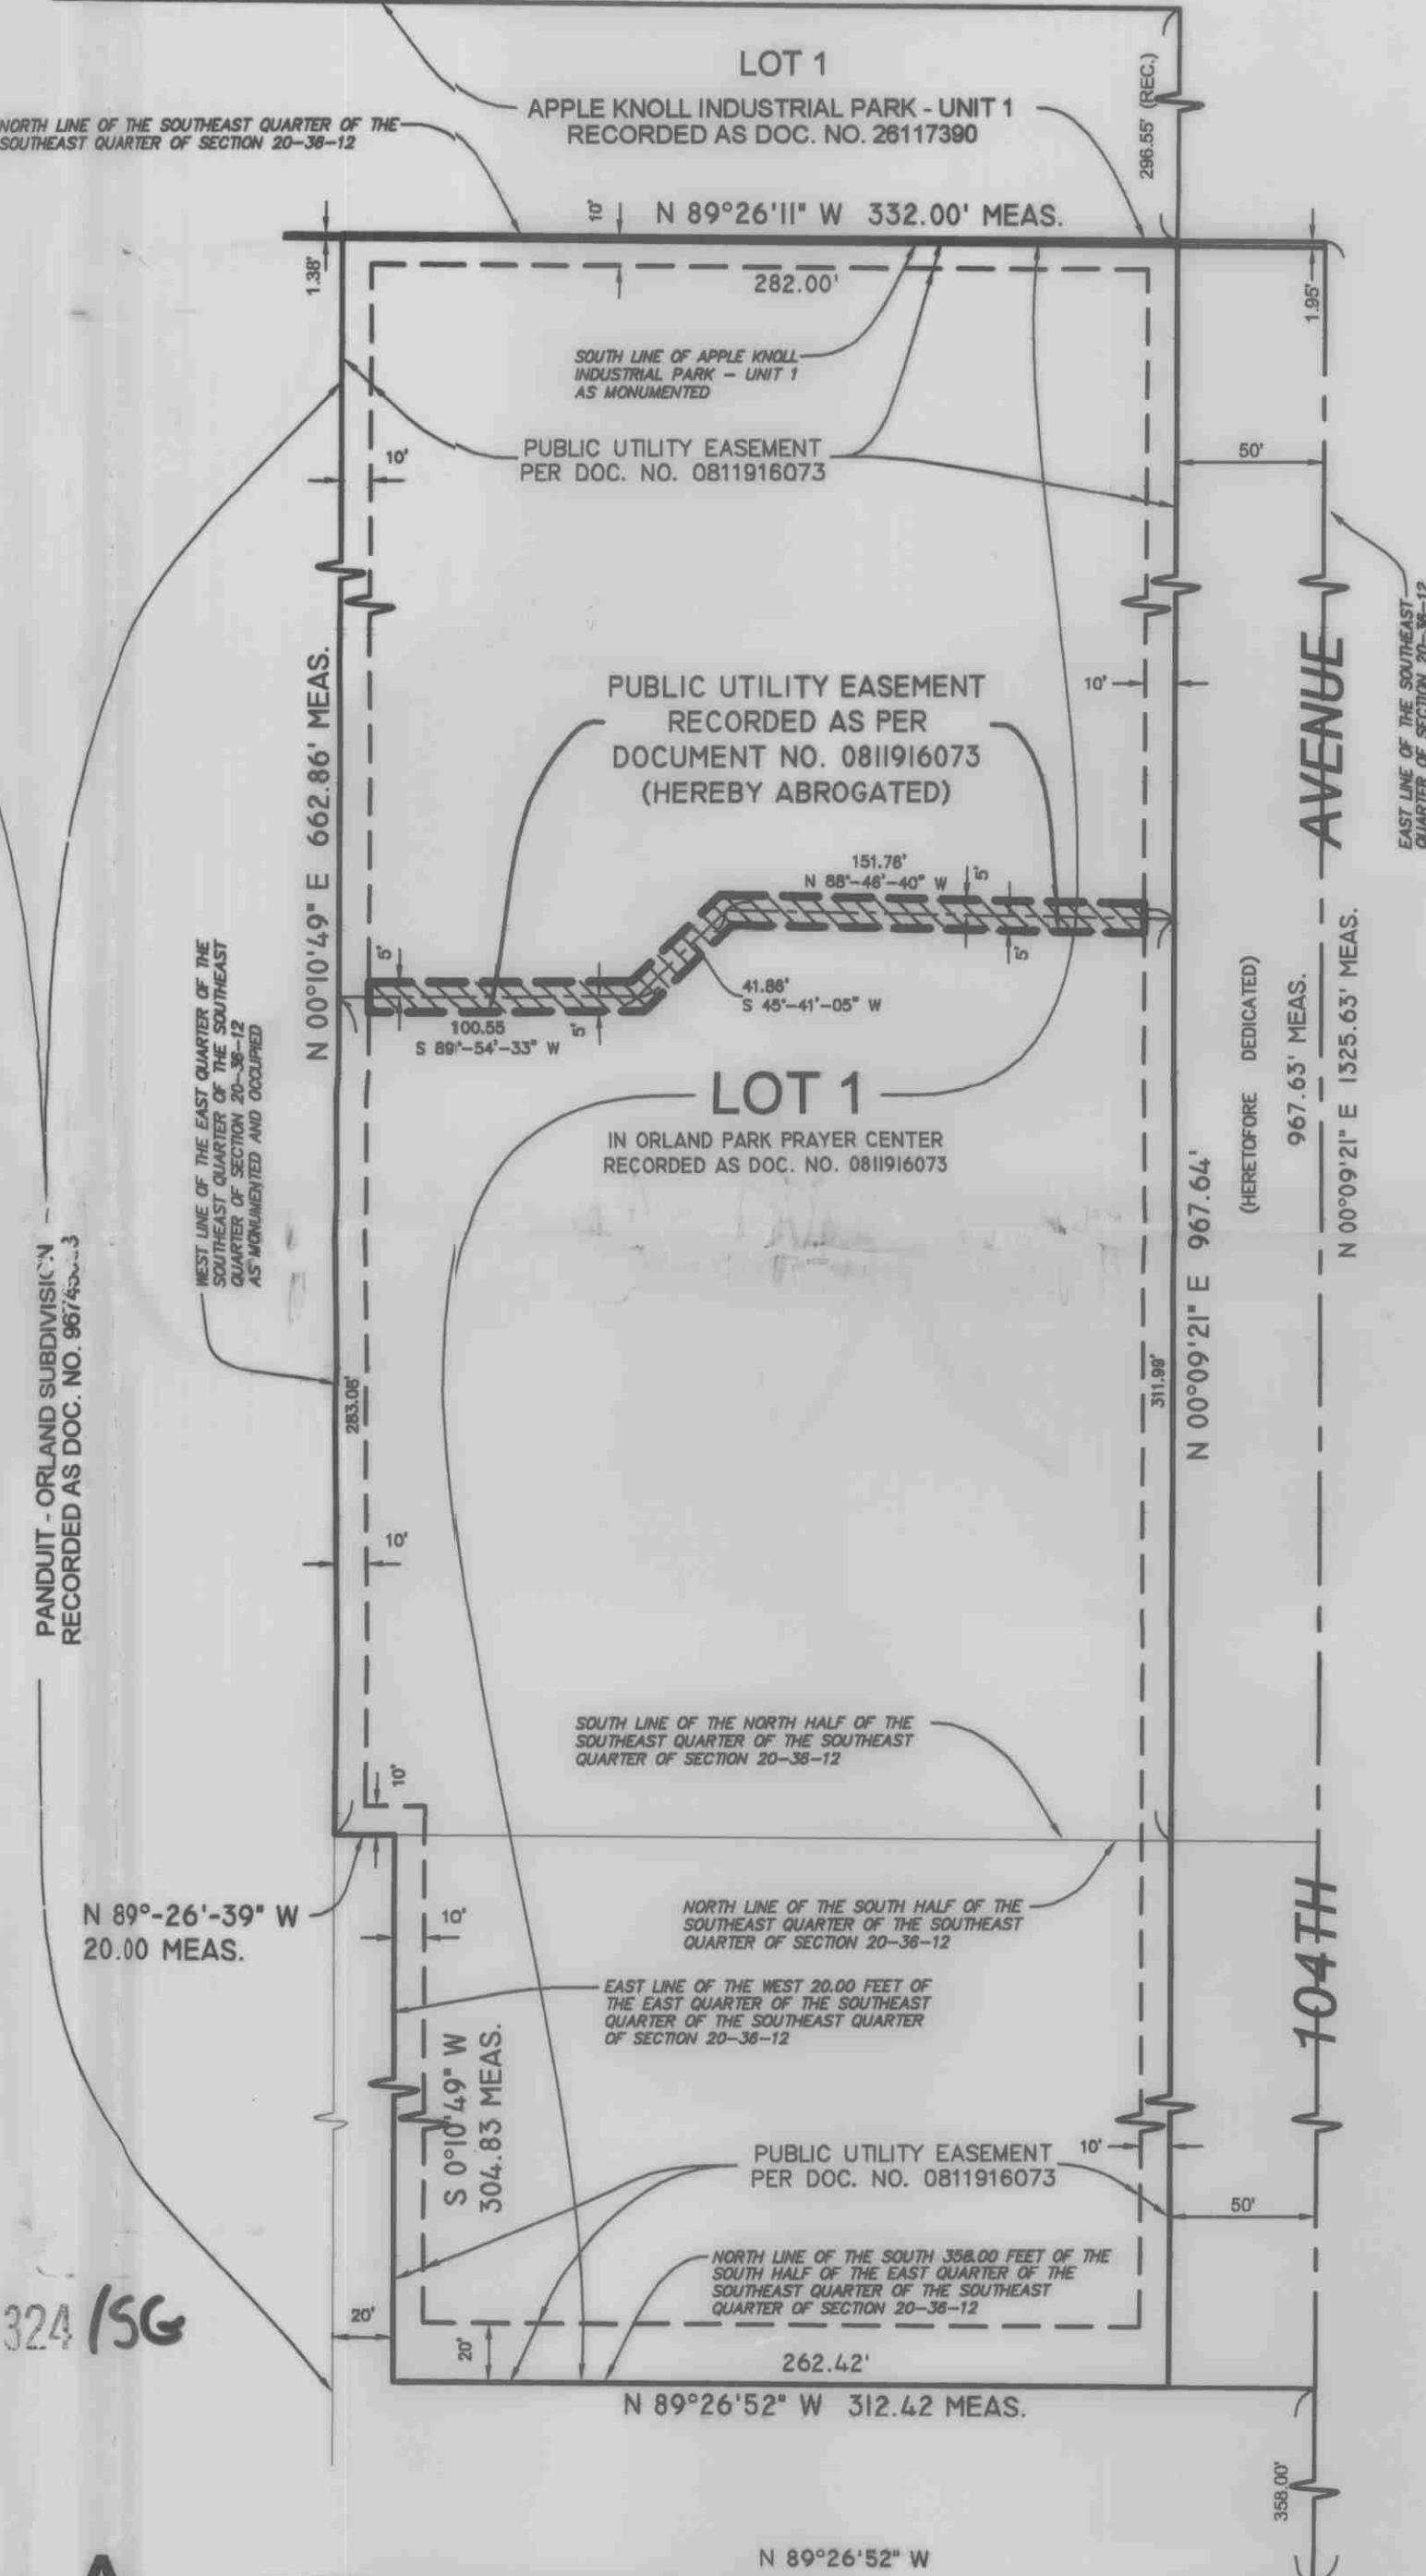 LOT 1
APPLE KNOLL INDUSTRIAL PARK - UNIT 1
RECORDED AS DOC. NO. 26117390
296.55' (REC.)
NORTH LINE OF THE SOUTHEAST QUARTER OF THE
SOUTHEAST QUARTER OF SECTION 20-36-12
10'
N 89°26'11" W 332.00' MEAS.
1.38'
282.00'
1.95'
SOUTH LINE OF APPLE KNOLL
INDUSTRIAL PARK - UNIT 1
AS MONUMENTED
PUBLIC UTILITY EASEMENT
PER DOC. NO. 0811916073
10'
50'
EAST LINE OF THE SOUTHEAST
QUARTER OF SECTION 20-36-12
N 00°10'49" E 662.86' MEAS.
PUBLIC UTILITY EASEMENT
RECORDED AS PER
DOCUMENT NO. 0811916073
(HEREBY ABROGATED)
10'
AVENUE
151.76'
N 88°-46'-40" W
5'
5'
5'
41.86'
S 45°-41'-05" W
100.55
S 89°-54'-33" W
5'
WEST LINE OF THE EAST QUARTER OF THE
SOUTHEAST QUARTER OF THE SOUTHEAST
QUARTER OF SECTION 20-36-12
AS MONUMENTED AND OCCUPIED
LOT 1
IN ORLAND PARK PRAYER CENTER
RECORDED AS DOC. NO. 0811916073
(HERETOFORE DEDICATED)
967.63' MEAS.
N 00°09'21" E 1325.63' MEAS.
N 00°09'21" E 967.64'
PANDUIT - ORLAND SUBDIVISION
RECORDED AS DOC. NO.
283.08'
311.99'
10'
SOUTH LINE OF THE NORTH HALF OF THE
SOUTHEAST QUARTER OF THE SOUTHEAST
QUARTER OF SECTION 20-36-12
10'
N 89°-26'-39" W
20.00 MEAS.
10'
NORTH LINE OF THE SOUTH HALF OF THE
SOUTHEAST QUARTER OF THE SOUTHEAST
QUARTER OF SECTION 20-36-12
104TH
EAST LINE OF THE WEST 20.00 FEET OF
THE EAST QUARTER OF THE SOUTHEAST
QUARTER OF THE SOUTHEAST QUARTER
OF SECTION 20-36-12
S 0°10'49" W
304.83 MEAS.
PUBLIC UTILITY EASEMENT
PER DOC. NO. 0811916073
10'
50'
NORTH LINE OF THE SOUTH 358.00 FEET OF THE
SOUTH HALF OF THE EAST QUARTER OF THE
SOUTHEAST QUARTER OF THE SOUTHEAST
QUARTER OF SECTION 20-36-12
324 /SG
20'
20'
262.42'
N 89°26'52" W 312.42 MEAS.
358.00'
N 89°26'52" W